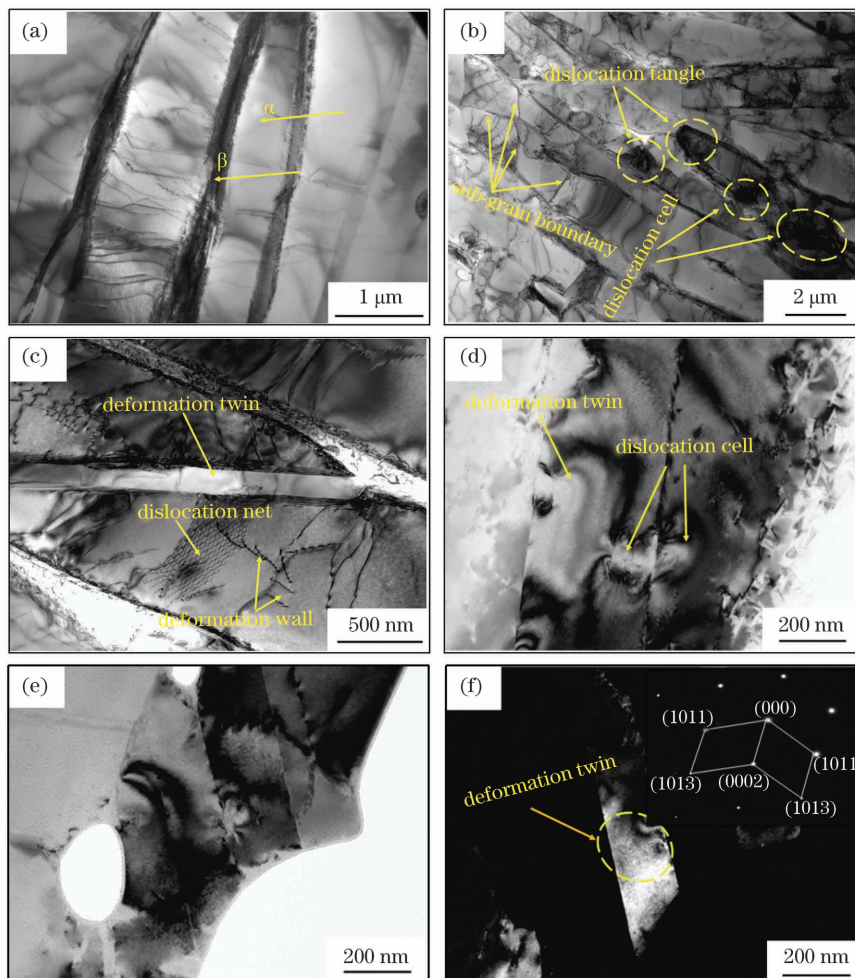 (a)
α
β
1 μm
(b)
dislocation tangle
sub-grain boundary
dislocation cell
2 μm
(c)
deformation twin
dislocation net
deformation wall
500 nm
(d)
deformation twin
dislocation cell
200 nm
(e)
200 nm
(f)
deformation twin
(000)
(1011)
(1011
(1013)
(0002)
(1013)
200 nm